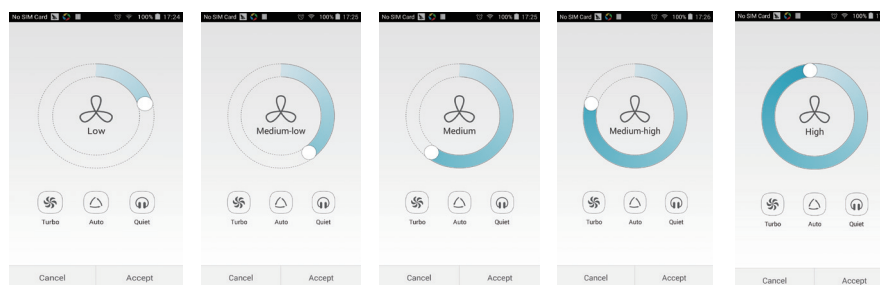 No SIM Card 100% 17:24
Low
Turbo Auto Quiet
Cancel Accept
No SIM Card 100% 17:25
Medium-low
Turbo Auto Quiet
Cancel Accept
No SIM Card 100% 17:25
Medium
Turbo Auto Quiet
Cancel Accept
No SIM Card 100% 17:26
Medium-high
Turbo Auto Quiet
Cancel Accept
No SIM Card 100%
High
Turbo Auto Quiet
Cancel Accept